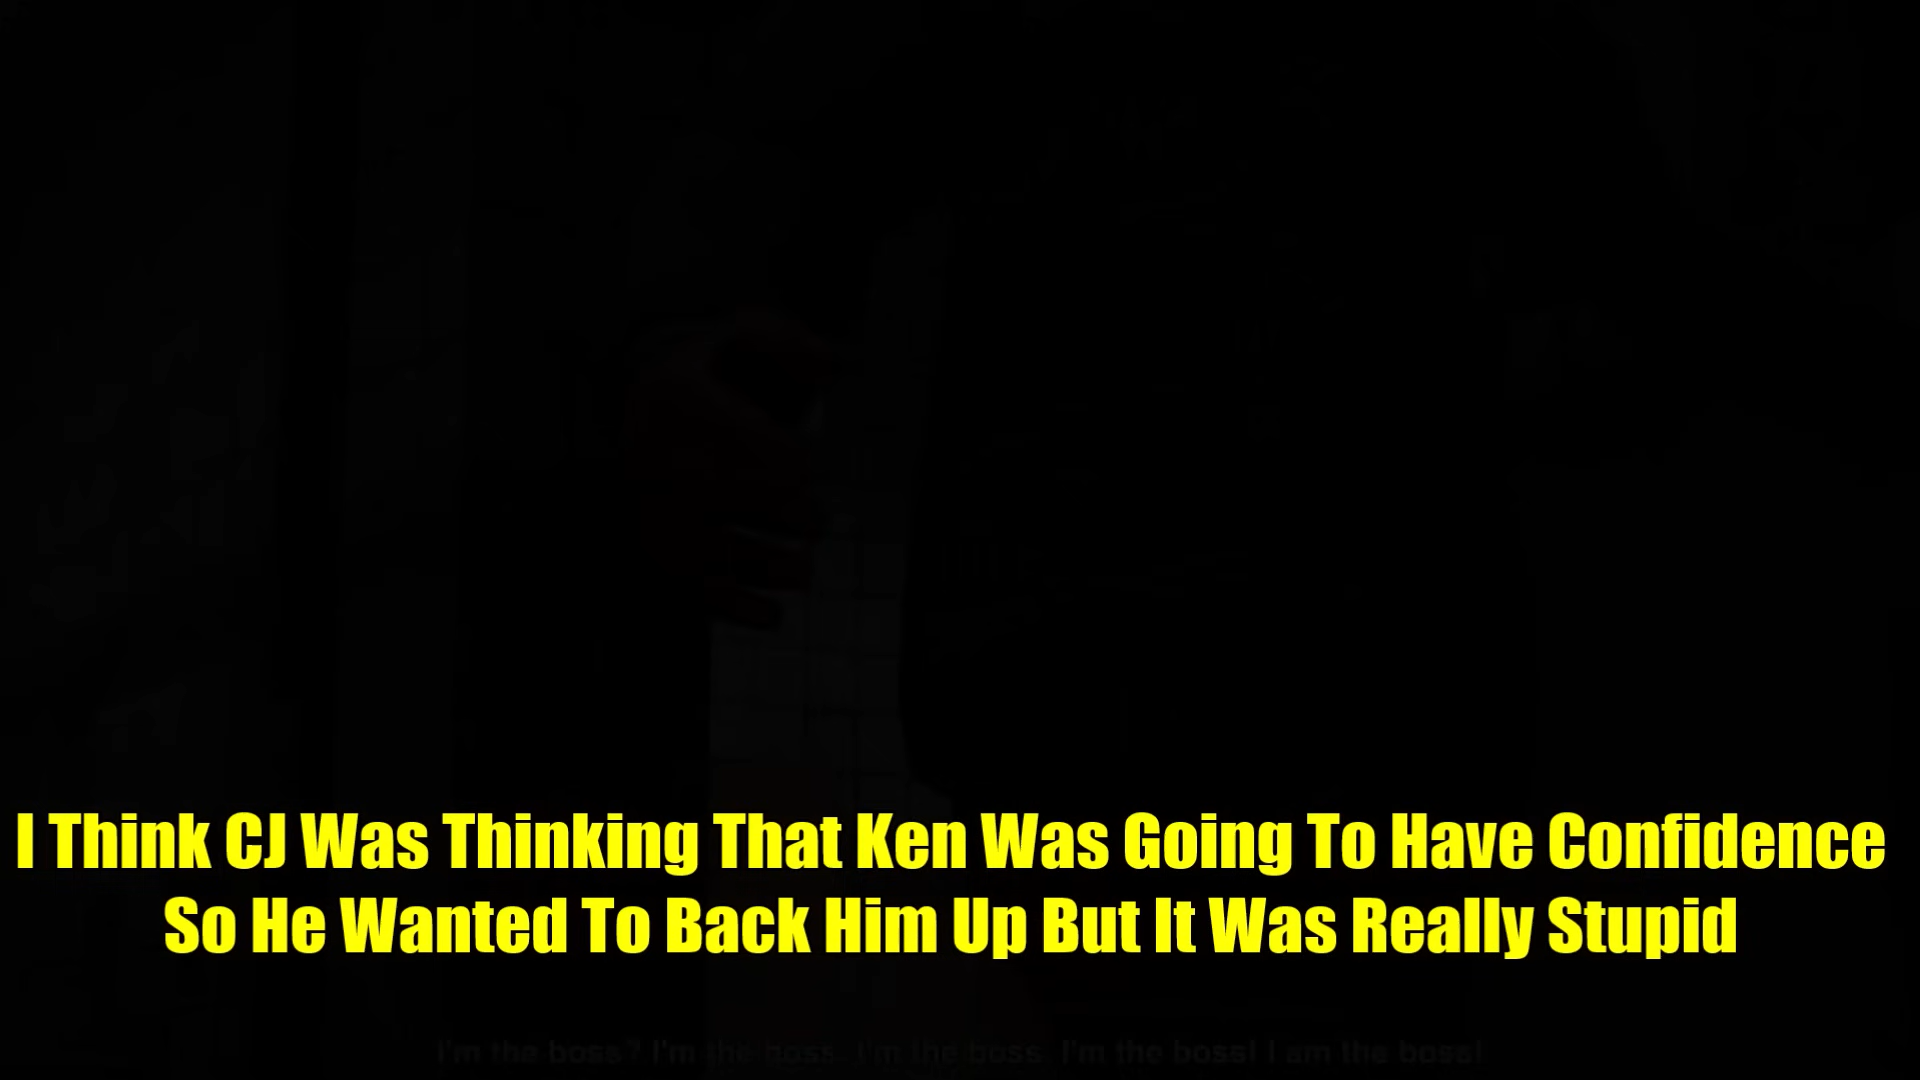 I Think CJ Was Thinking That Ken Was Going To Have Confidence
So He Wanted To Back Him Up But It Was Really Stupid
I'm the boss? I'm the boss. I'm the boss. I'm the boss! I am the boss!